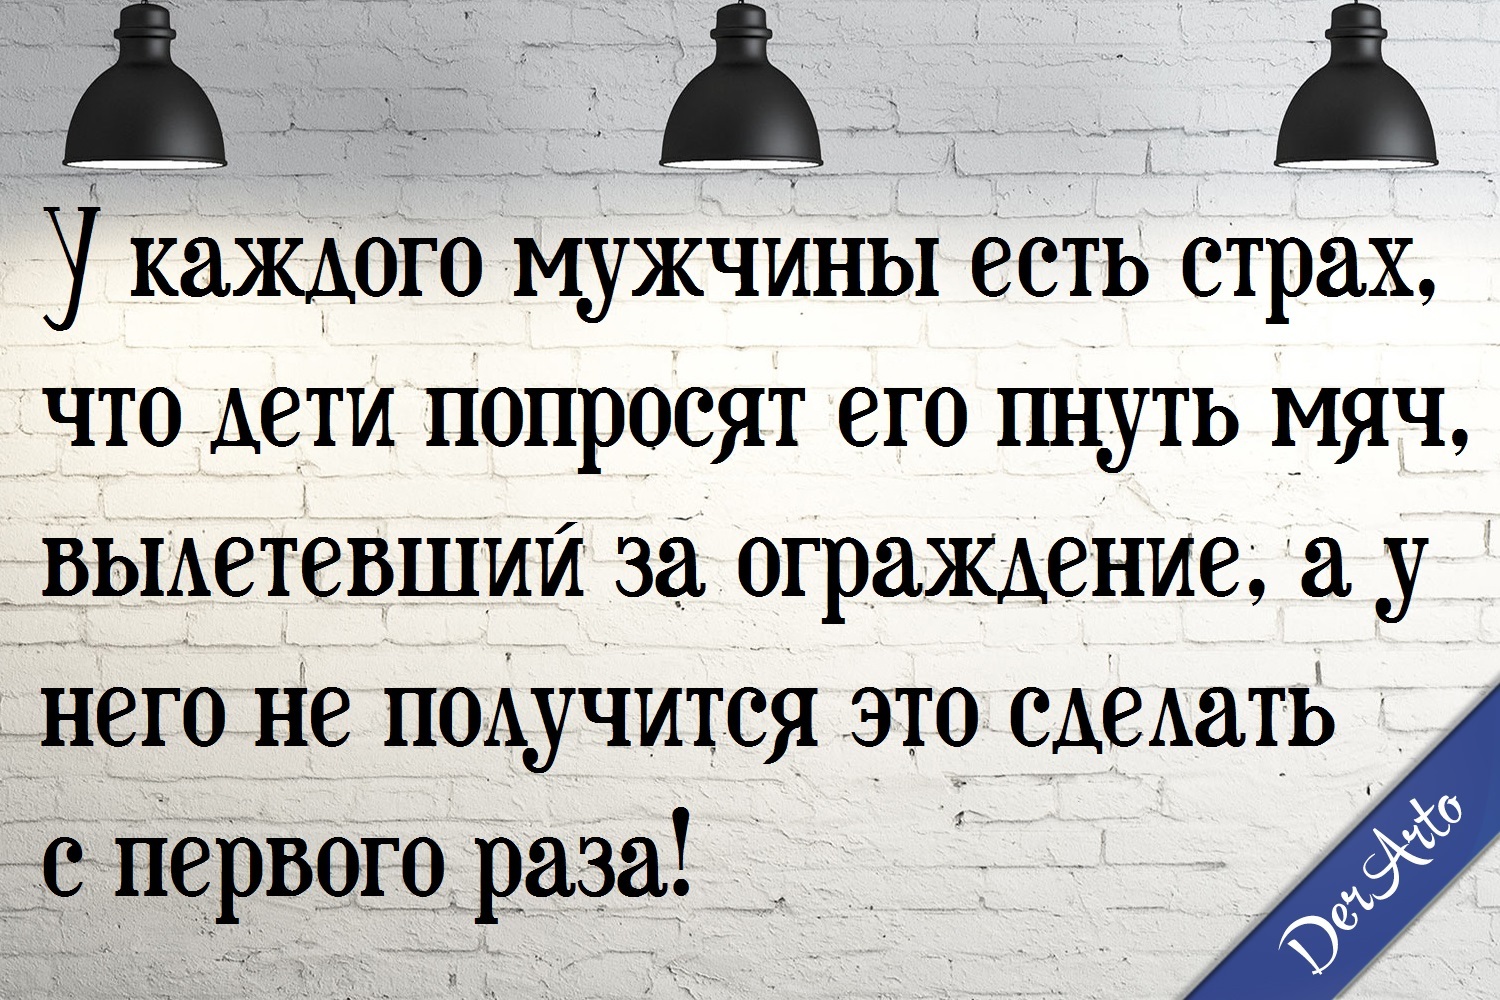 У каждого мужчины есть страх,
что дети попросят его пнуть мяч,
вылетевший за ограждение, а у
него не получится это сделать
с первого раза!
DerArto